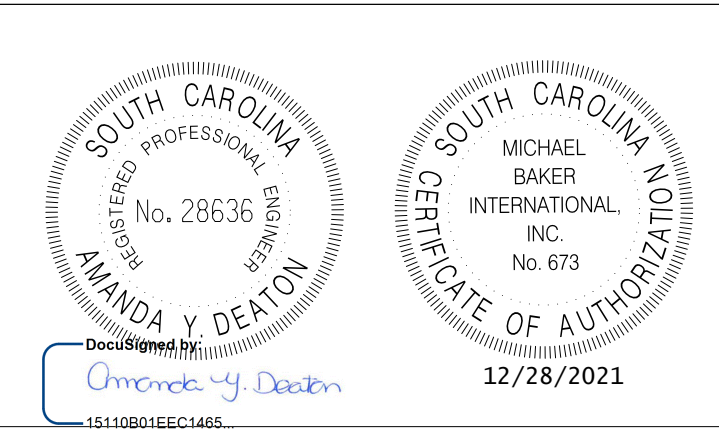 SOUTH CAROLINA
REGISTERED PROFESSIONAL ENGINEER
No. 28636
AMANDA Y. DEATON
DocuSigned by:
Amanda Y. Deaton
15110B01EEC1465...
SOUTH CAROLINA
MICHAEL
BAKER
INTERNATIONAL,
INC.
No. 673
CERTIFICATE OF AUTHORIZATION
12/28/2021